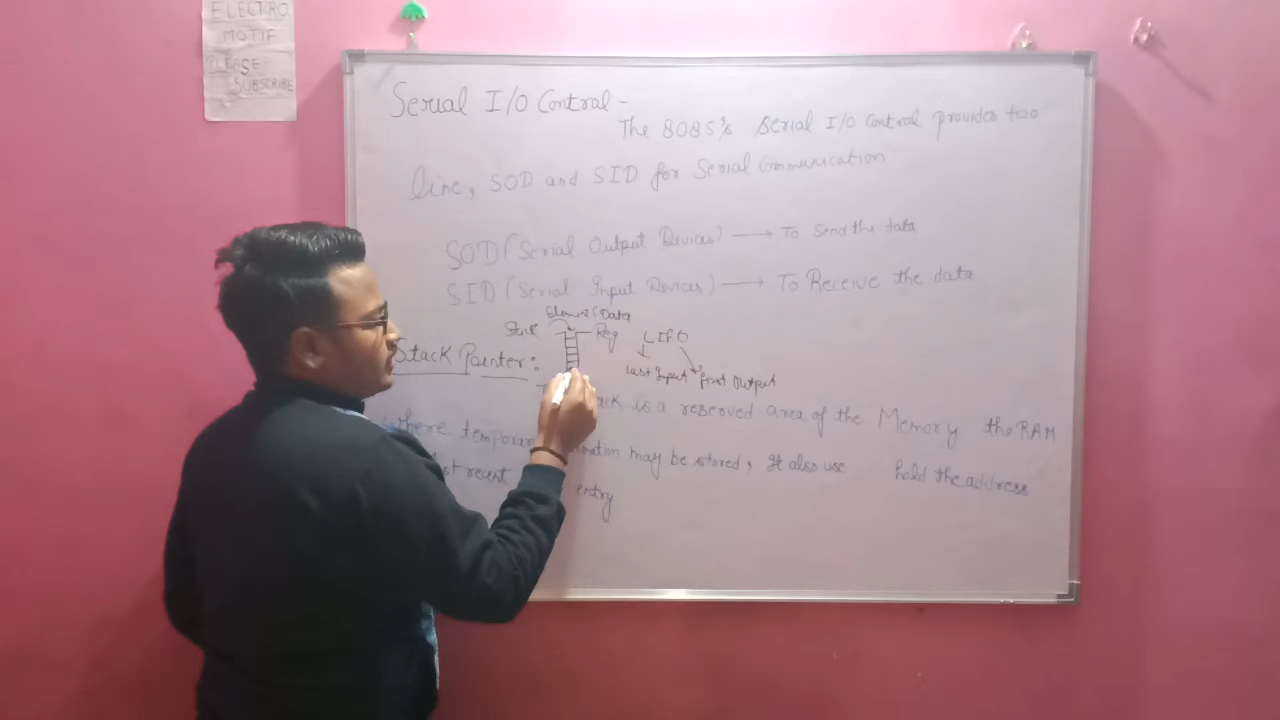 ELECTRO
MOTIF
PLEASE
SUBSCRIBE
Serial I/O Control -
The 8085's Serial I/O Control provides two
line, SOD and SID for Serial Communication
SOD (Serial Output Devices) → To Send the data
SID (Serial Input Devices) → To Receive the data
Element/Data
Stack Reg LIFO
Last Input First Output
Stack Pointer:
is a reserved area of the Memory the RAM
where may be stored, It also use hold the address
recent entry